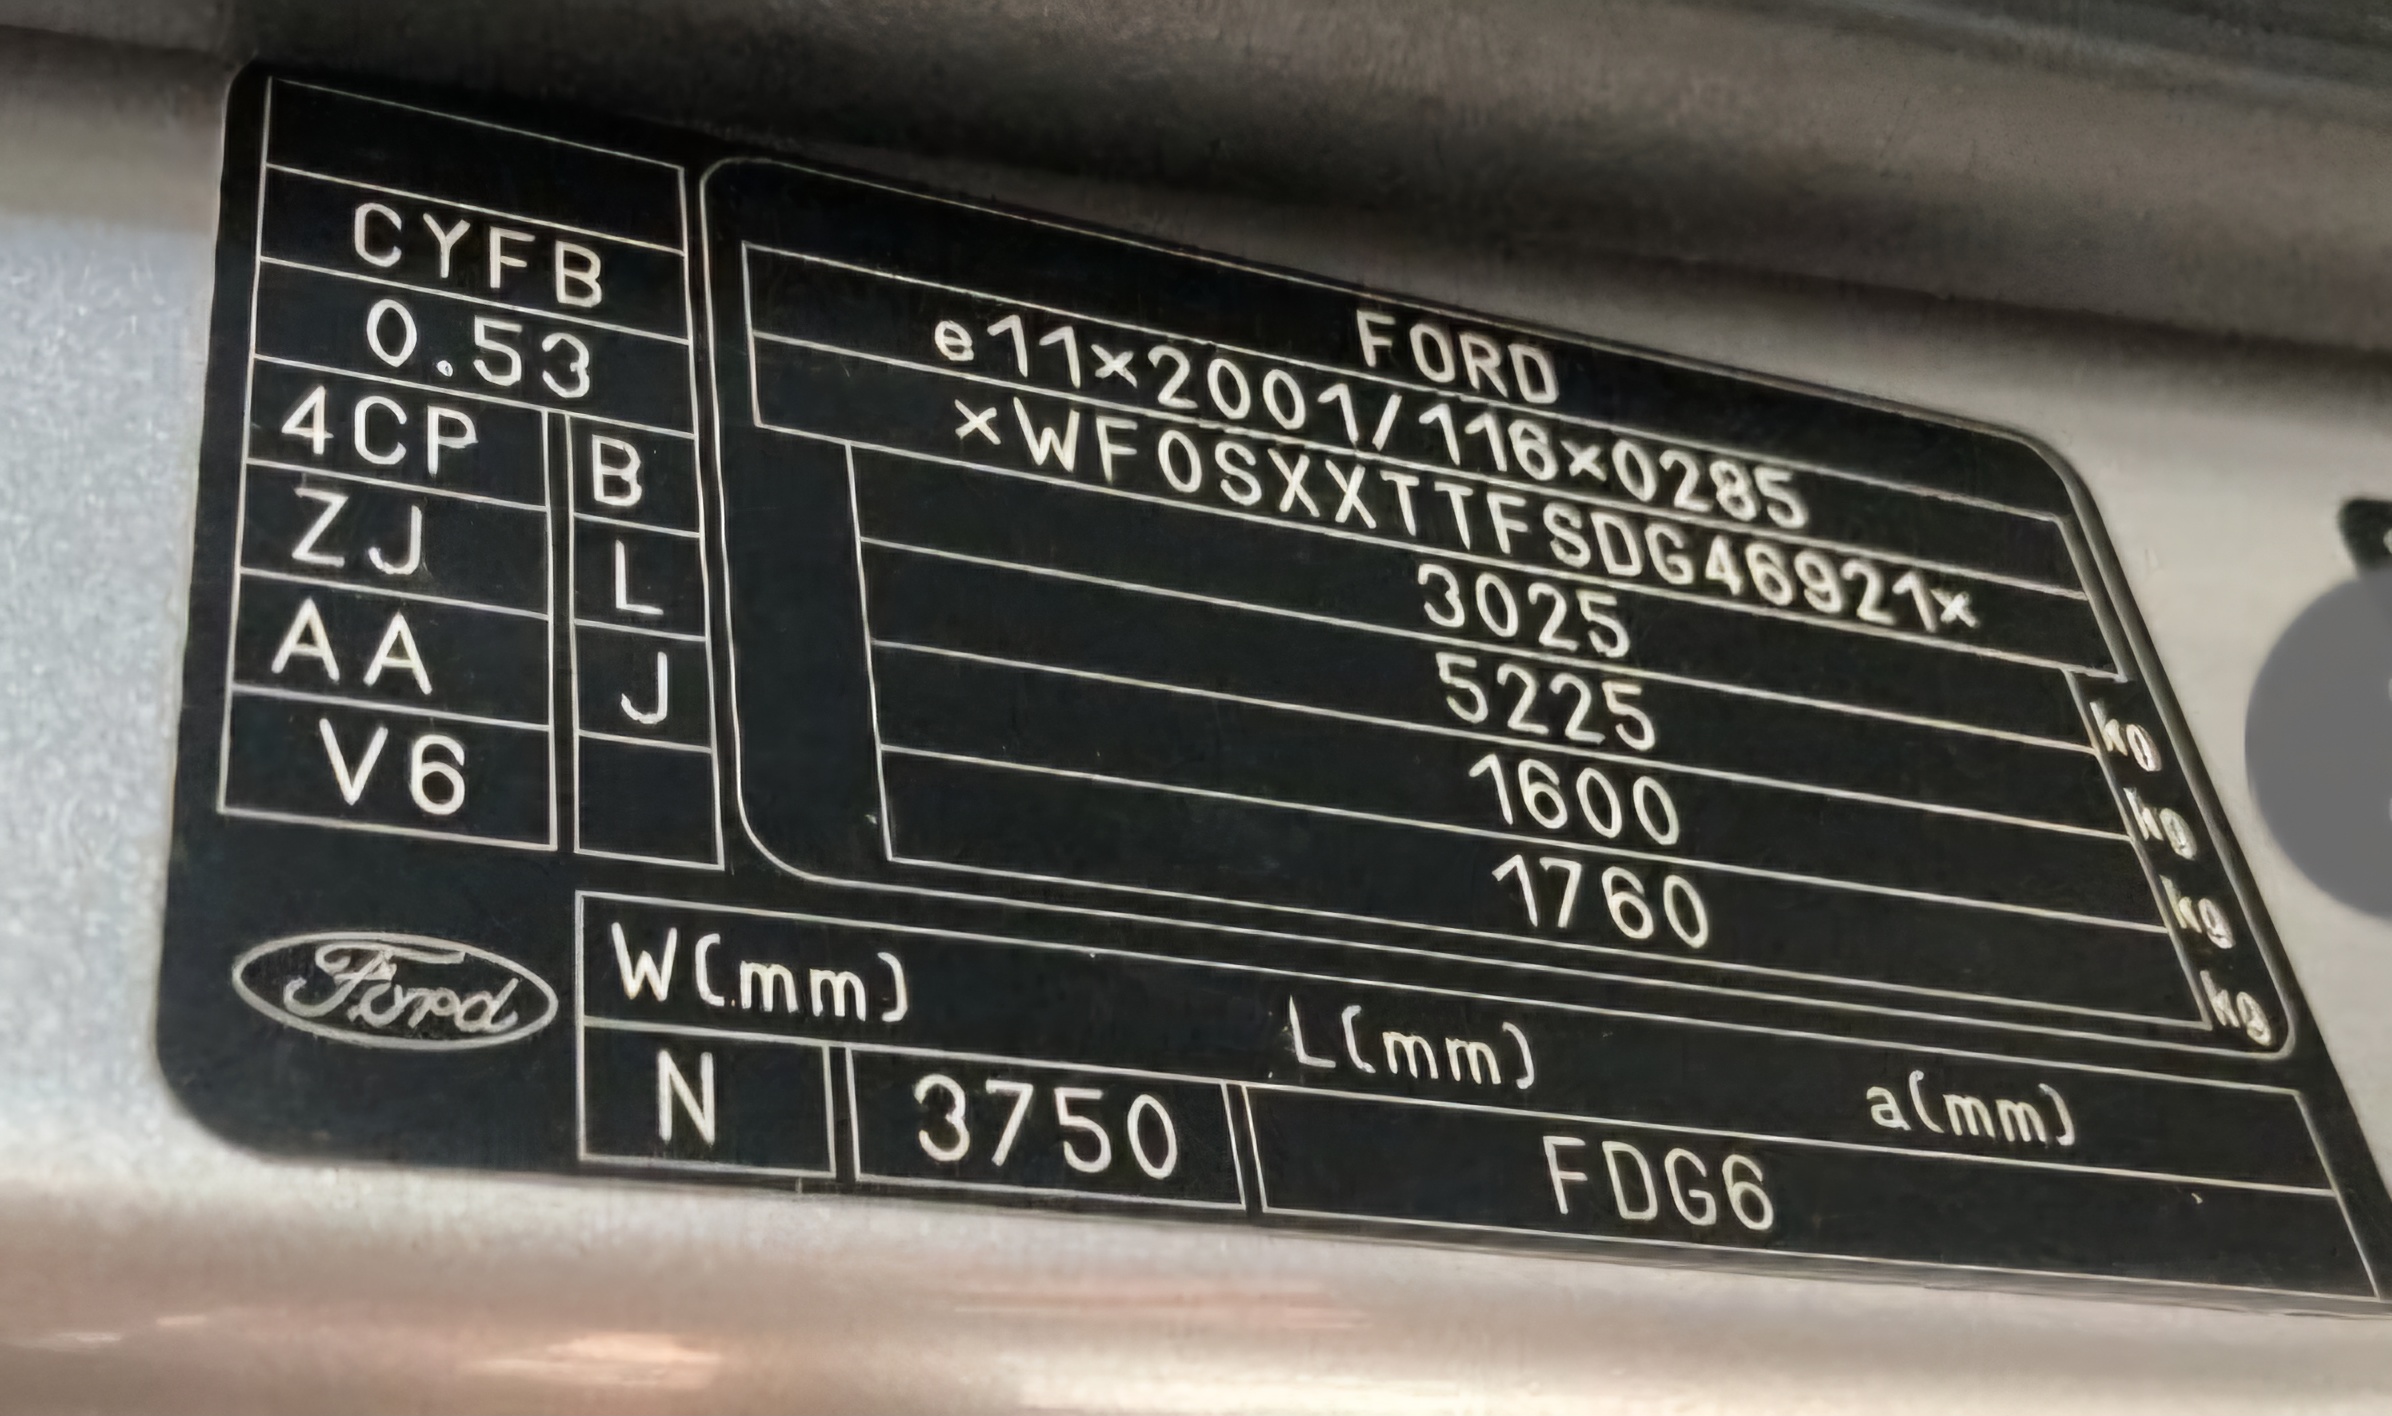 CYFB
0.53
4CP B
ZJ L
AA J
V6
FORD
e11×2001/116×0285
×WF0SXXTTFSDG46921×
3025 kg
5225 kg
1600 kg
1760 kg
Ford
W(mm) L(mm) a(mm)
N 3750 FDG6